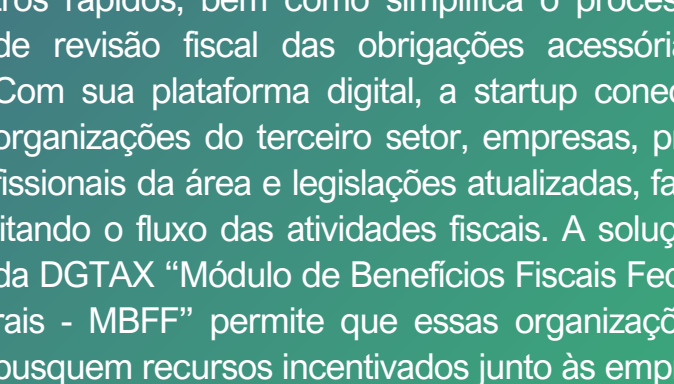 tros rápidos, bem como simplifica o proces
de revisão fiscal das obrigações acessória
Com sua plataforma digital, a startup conec
organizações do terceiro setor, empresas, pr
fissionais da área e legislações atualizadas, fa
itando o fluxo das atividades fiscais. A soluç
da DGTAX “Módulo de Benefícios Fiscais Fed
rais - MBFF” permite que essas organizaçõ
busquem recursos incentivados junto às emp